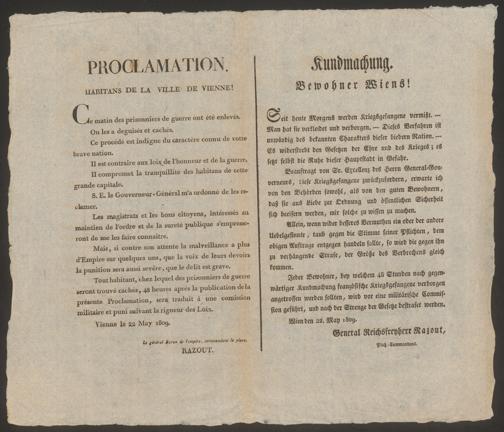 PROCLAMATION.
HABITANS DE LA VILLE DE VIENNE!
Ce matin des prisonniers de guerre ont été enlevés.
On les a deguisés et cachés.
Ce procédé est indigne du caractére connu de votre
brave nation.
Il est contraire aux loix de l'honneur et de la guerre.
Il compromet la tranquillité des habitans de cette
grande capitale.
S. E. le Gouverneur-Général m'a ordonné de les re-
clamer.
Les magistrats et les bons citoyens, intéressés au
maintien de l'ordre et de la sureté publique s'empresse-
ront de me les faire connaitre.
Mais, si contre son attente la malveillance a plus
d'Empire sur quelques uns, que la voix de leurs devoirs
la punition sera aussi sevére, que le delit est grave.
Tout habitant, chez lequel des prisonniers de guerre
seront trouvé cachés, 48 heures après la publication de la
présente Proclamation, sera traduit à une comission
militaire et puni suivant la rigueur des Loix.
Vienne le 22 May 1809.
Le général Baron de l'empire, commandant la place,
RAZOUT.
Kundmachung.
Bewohner Wiens!
Seit heute Morgens werden Kriegsgefangene vermißt. —
Man hat sie verkleidet und verborgen. — Dieses Verfahren ist
unwürdig des bekannten Charakters dieser biedern Nation. —
Es widerstrebt den Gesetzen der Ehre und des Krieges; es
setzt selbst die Ruhe dieser Hauptstadt in Gefahr.
Beauftragt von Sr. Exzellenz des Herrn General-Gou-
verneurs, diese Kriegsgefangene zurückzufordern, erwarte ich
von den Behörden sowohl, als von den guten Bewohnern,
daß sie aus Liebe zur Ordnung und öffentlichen Sicherheit
sich beeifern werden, mir solche zu wissen zu machen.
Allein, wenn wider besseres Vermuthen ein oder der andere
Uebelgesinnte, taub gegen die Stimme seiner Pflichten, dem
obigen Auftrage entgegen handeln sollte, so wird die gegen ihn
zu verhängende Strafe, der Größe des Verbrechens gleich
kommen.
Jeder Bewohner, bey welchem 48 Stunden nach gegen-
wärtiger Kundmachung französische Kriegsgefangene verborgen
angetroffen werden sollten, wird vor eine militärische Commis-
sion geführt, und nach der Strenge der Gesetze bestraft werden.
Wien den 22. May 1809.
General Reichsfreyherr Razout,
Platz-Commandant.